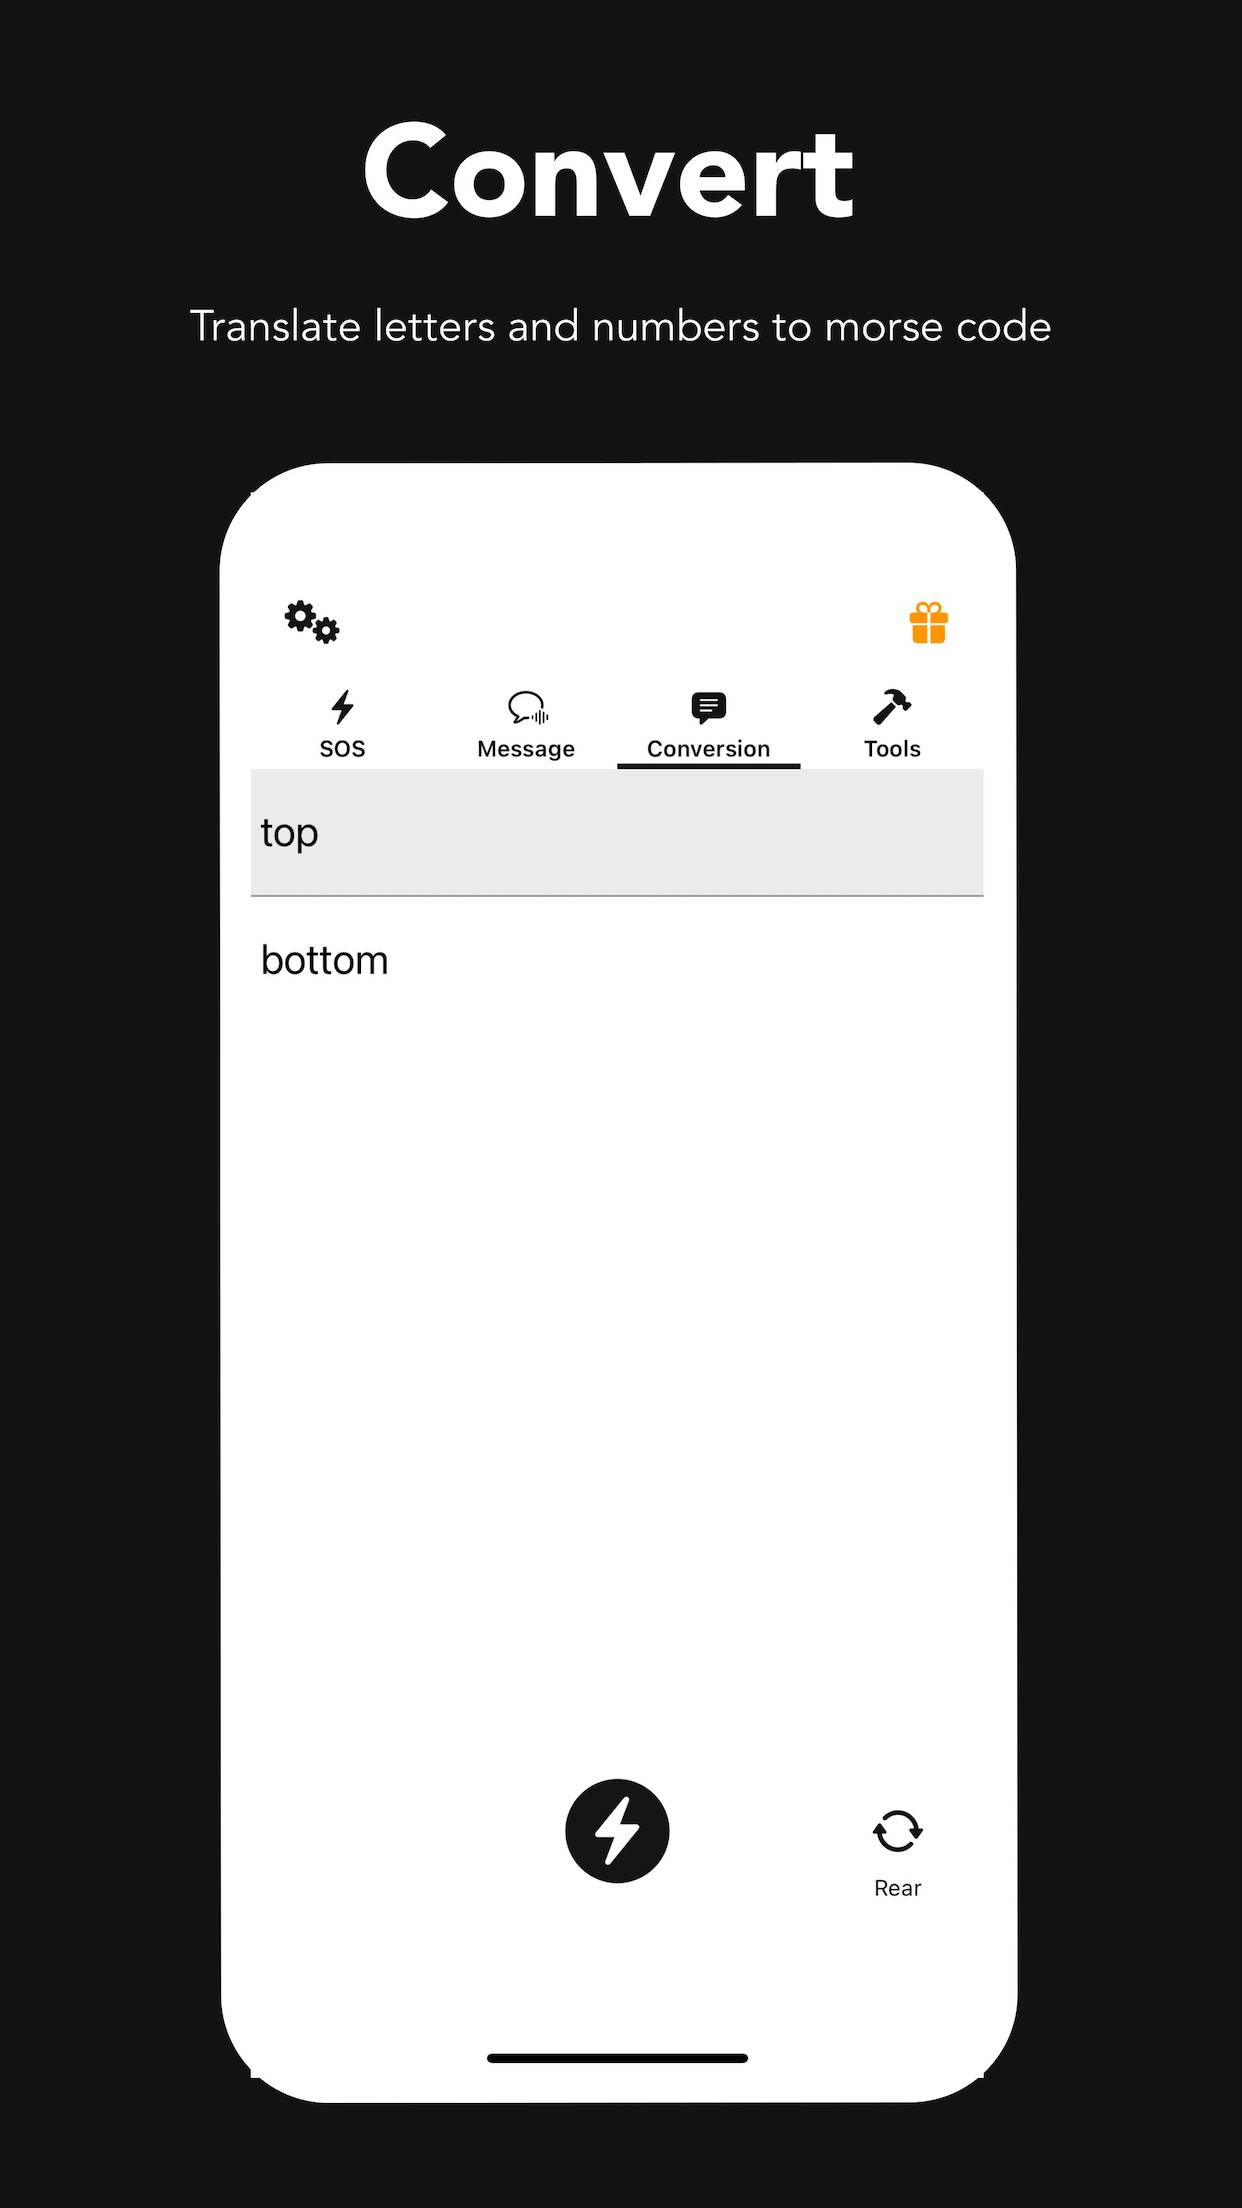 Convert
Translate letters and numbers to morse code
SOS Message Conversion Tools
top
bottom
Rear